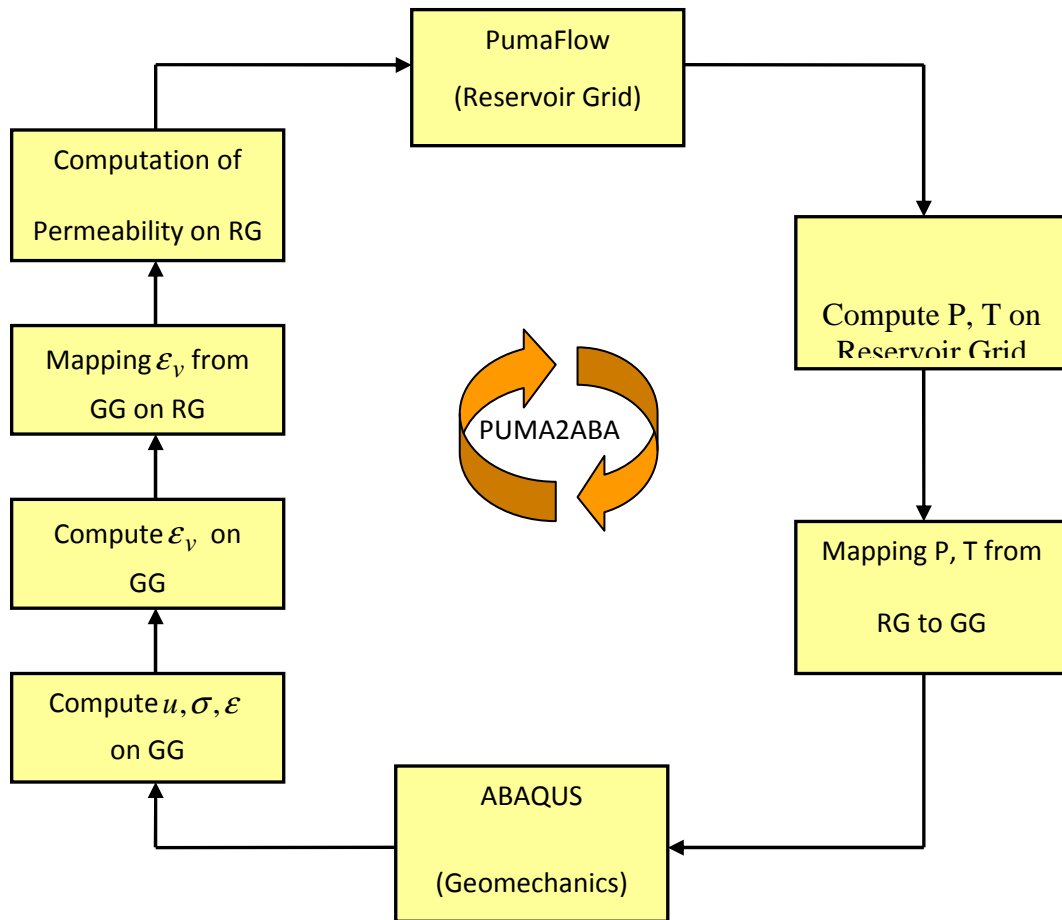 PumaFlow
(Reservoir Grid)
Computation of
Permeability on RG
Compute P, T on
Reservoir Grid
Mapping εᵥ from
GG on RG
PUMA2ABA
Compute εᵥ on
GG
Mapping P, T from
RG to GG
Compute u, σ, ε
on GG
ABAQUS
(Geomechanics)